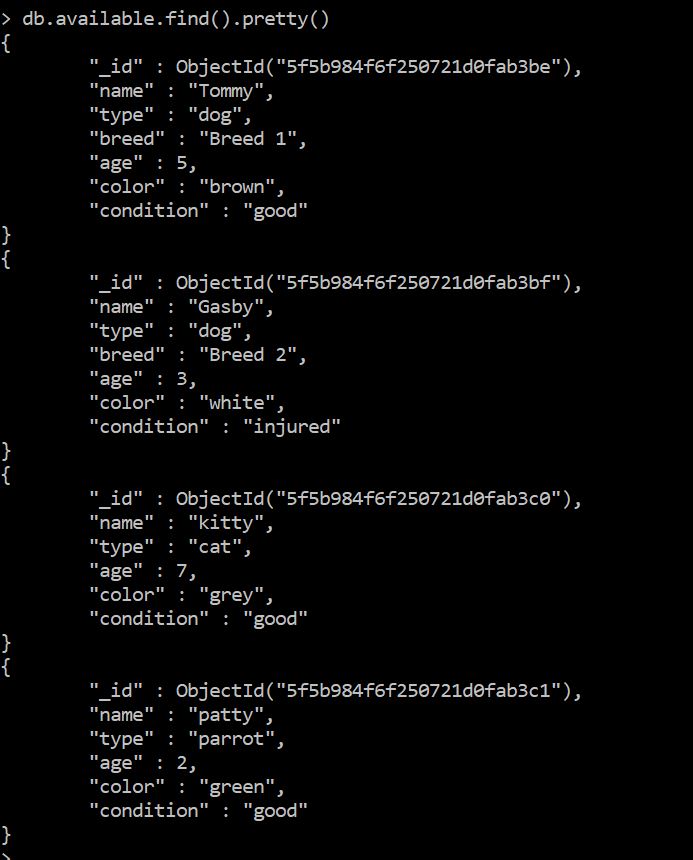 > db.available.find().pretty()
{
        "_id" : ObjectId("5f5b984f6f250721d0fab3be"),
        "name" : "Tommy",
        "type" : "dog",
        "breed" : "Breed 1",
        "age" : 5,
        "color" : "brown",
        "condition" : "good"
}
{
        "_id" : ObjectId("5f5b984f6f250721d0fab3bf"),
        "name" : "Gasby",
        "type" : "dog",
        "breed" : "Breed 2",
        "age" : 3,
        "color" : "white",
        "condition" : "injured"
}
{
        "_id" : ObjectId("5f5b984f6f250721d0fab3c0"),
        "name" : "kitty",
        "type" : "cat",
        "age" : 7,
        "color" : "grey",
        "condition" : "good"
}
{
        "_id" : ObjectId("5f5b984f6f250721d0fab3c1"),
        "name" : "patty",
        "type" : "parrot",
        "age" : 2,
        "color" : "green",
        "condition" : "good"
}
>